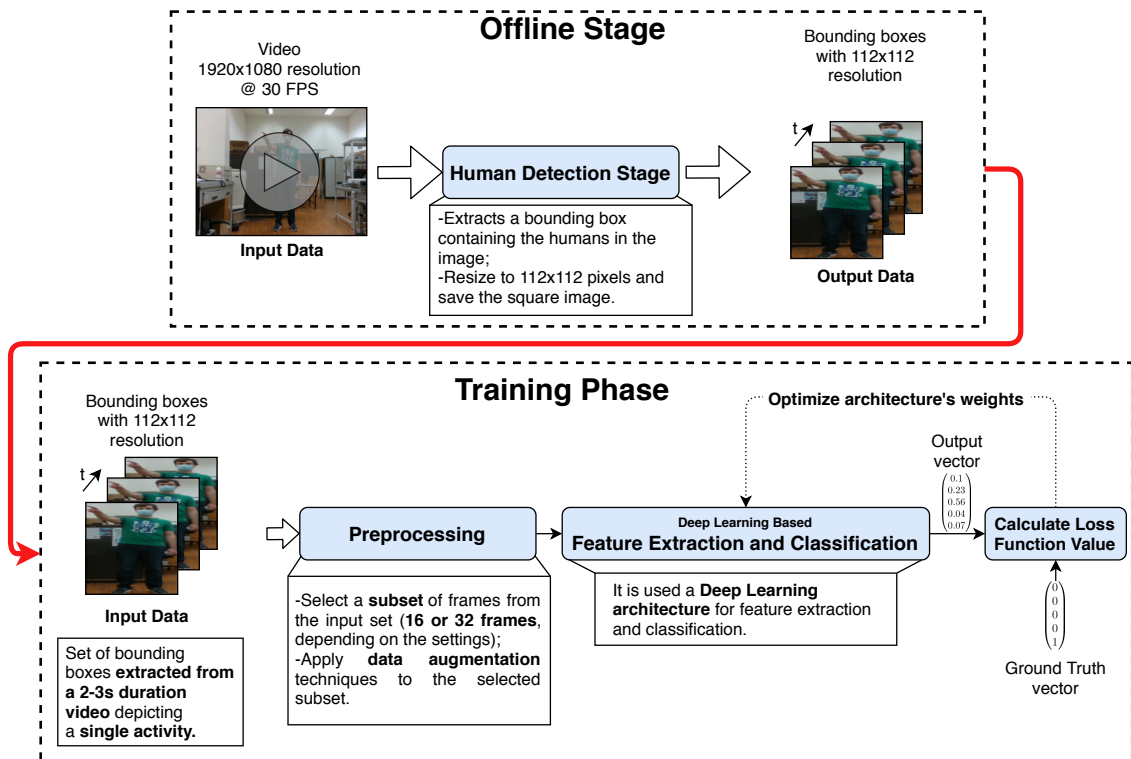 Offline Stage
Video
1920x1080 resolution
@ 30 FPS
Input Data
Human Detection Stage
-Extracts a bounding box
containing the humans in the
image;
-Resize to 112x112 pixels and
save the square image.
Bounding boxes
with 112x112
resolution
t
Output Data
Training Phase
Bounding boxes
with 112x112
resolution
t
Input Data
Set of bounding
boxes extracted from
a 2-3s duration
video depicting
a single activity.
Preprocessing
-Select a subset of frames from
the input set (16 or 32 frames,
depending on the settings);
-Apply data augmentation
techniques to the selected
subset.
Optimize architecture's weights
Deep Learning Based
Feature Extraction and Classification
It is used a Deep Learning
architecture for feature extraction
and classification.
Output
vector
0.1
0.23
0.56
0.04
0.07
Calculate Loss
Function Value
0
0
0
0
1
Ground Truth
vector